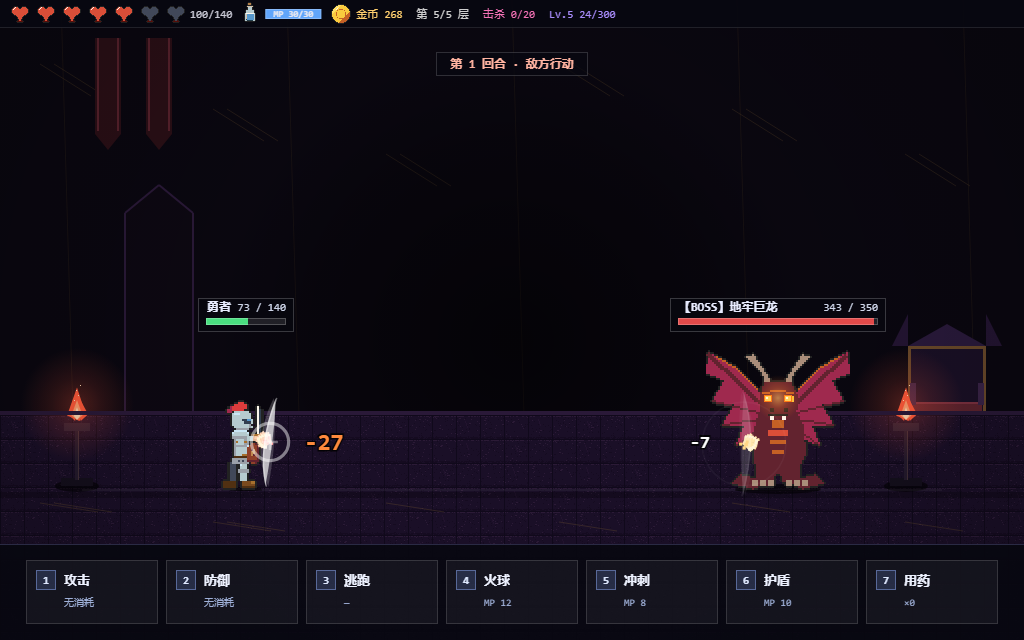 100/140 MP 30/30 金币 268 第 5/5 层 击杀 0/20 Lv.5 24/300
第 1 回合 · 敌方行动
勇者 73 / 140
【BOSS】地牢巨龙 343 / 350
-27
-7
1 攻击
无消耗
2 防御
无消耗
3 逃跑
—
4 火球
MP 12
5 冲刺
MP 8
6 护盾
MP 10
7 用药
×0